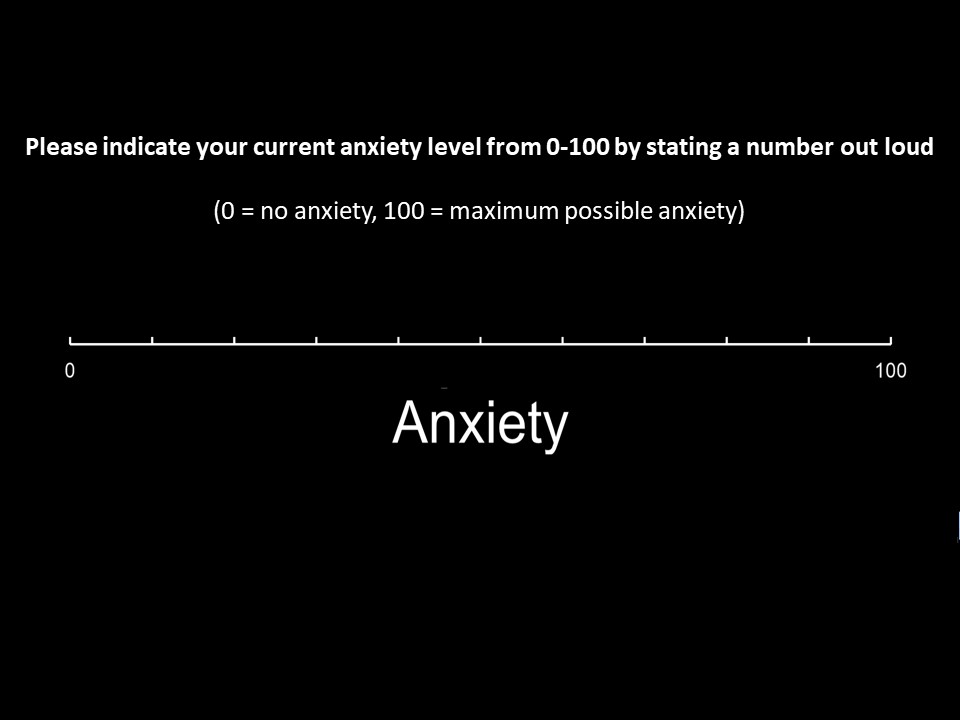 Please indicate your current anxiety level from 0-100 by stating a number out loud
(0 = no anxiety, 100 = maximum possible anxiety)
0 100
Anxiety